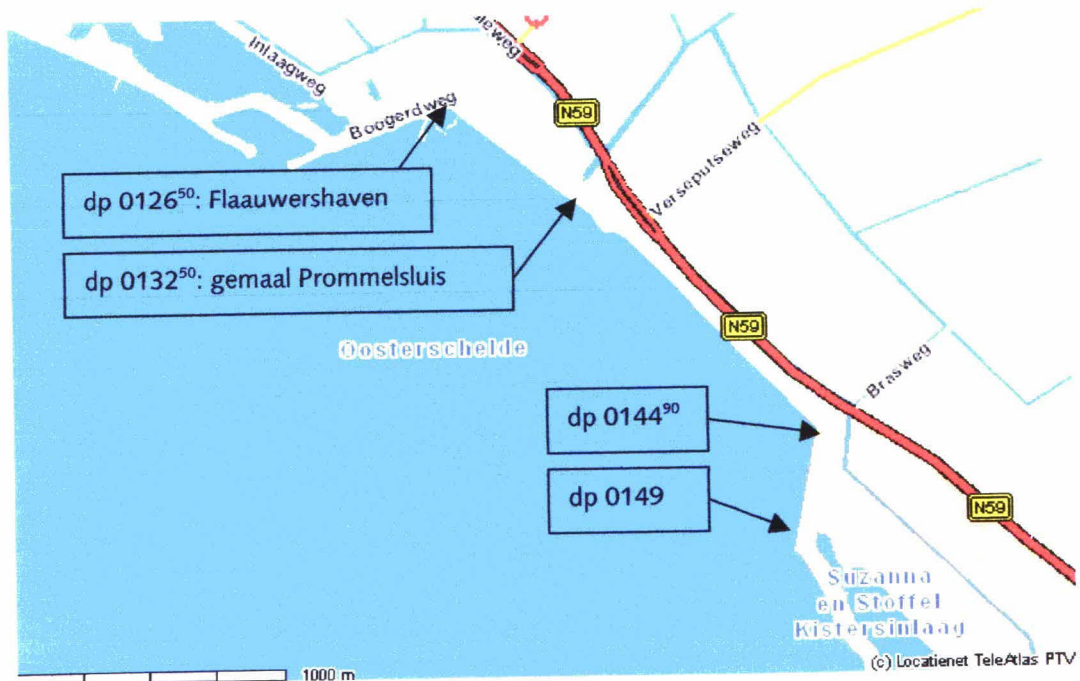 Inlaagweg
Boogerdweg
N59
Verseputseweg
dp 0126⁵⁰: Flaauwershaven
dp 0132⁵⁰: gemaal Prommelsluis
Oosterschelde
N59
Brasweg
dp 0144⁹⁰
dp 0149
N59
Suzanna
en Stoffel
Kistersinlaag
(c) Locatienet TeleAtlas PTV
1000 m